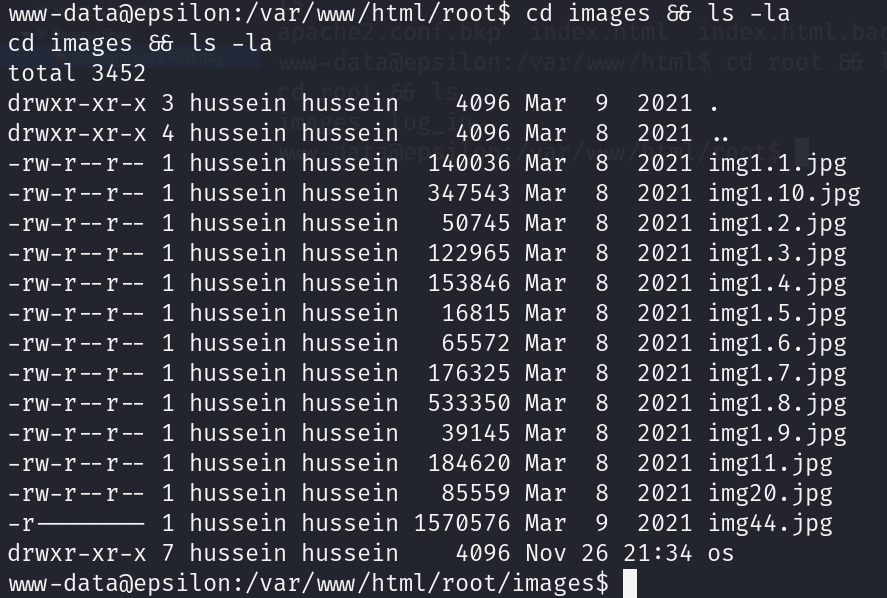 www-data@epsilon:/var/www/html/root$ cd images && ls -la
cd images && ls -la
total 3452
drwxr-xr-x 3 hussein hussein    4096 Mar  9  2021 .
drwxr-xr-x 4 hussein hussein    4096 Mar  8  2021 ..
-rw-r--r-- 1 hussein hussein  140036 Mar  8  2021 img1.1.jpg
-rw-r--r-- 1 hussein hussein  347543 Mar  8  2021 img1.10.jpg
-rw-r--r-- 1 hussein hussein   50745 Mar  8  2021 img1.2.jpg
-rw-r--r-- 1 hussein hussein  122965 Mar  8  2021 img1.3.jpg
-rw-r--r-- 1 hussein hussein  153846 Mar  8  2021 img1.4.jpg
-rw-r--r-- 1 hussein hussein   16815 Mar  8  2021 img1.5.jpg
-rw-r--r-- 1 hussein hussein   65572 Mar  8  2021 img1.6.jpg
-rw-r--r-- 1 hussein hussein  176325 Mar  8  2021 img1.7.jpg
-rw-r--r-- 1 hussein hussein  533350 Mar  8  2021 img1.8.jpg
-rw-r--r-- 1 hussein hussein   39145 Mar  8  2021 img1.9.jpg
-rw-r--r-- 1 hussein hussein  184620 Mar  8  2021 img11.jpg
-rw-r--r-- 1 hussein hussein   85559 Mar  8  2021 img20.jpg
-r-------- 1 hussein hussein 1570576 Mar  9  2021 img44.jpg
drwxr-xr-x 7 hussein hussein    4096 Nov 26 21:34 os
www-data@epsilon:/var/www/html/root/images$